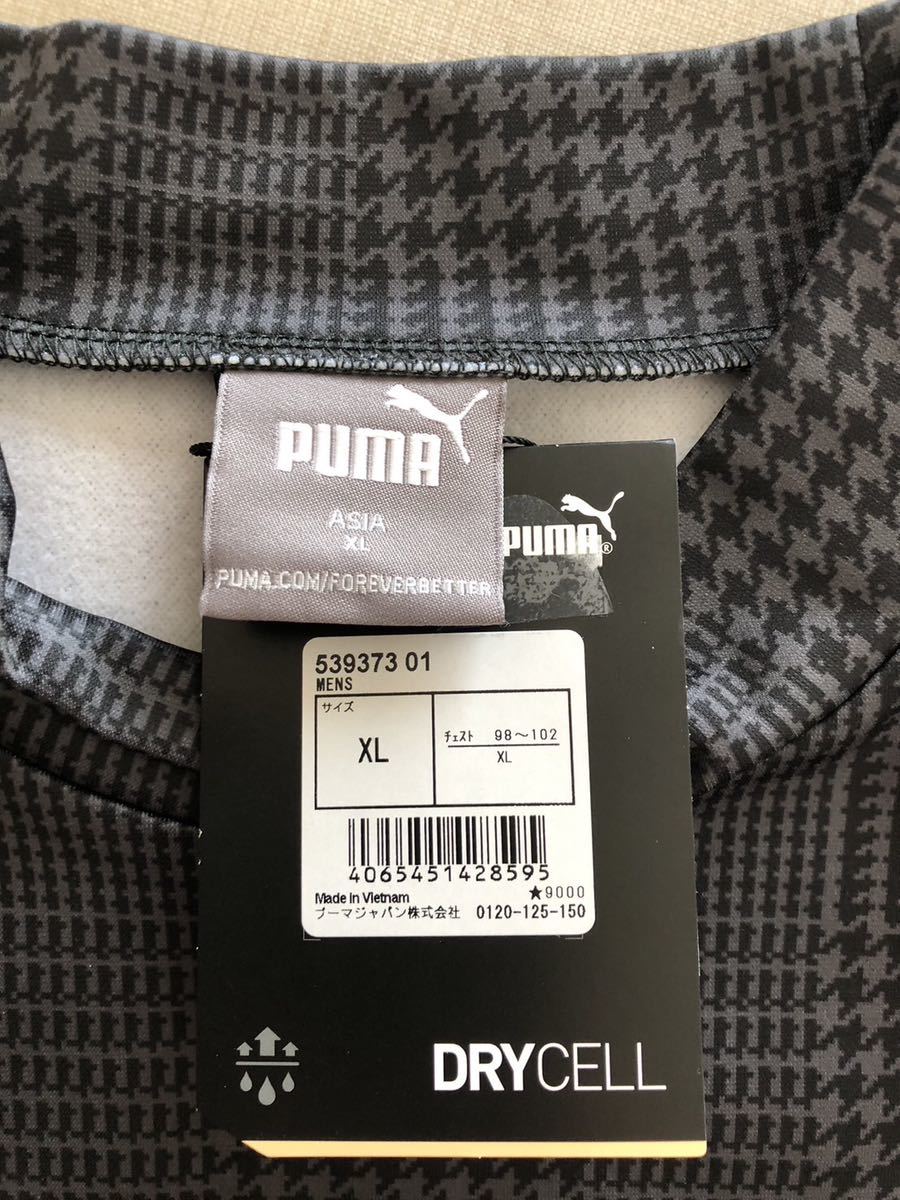 PUMA
ASIA
XL
PUMA.COM/FOREVERBETTER
PUMA®
539373 01
MENS
サイズ
XL
チェスト 98〜102
XL
4065451428595
Made in Vietnam ★9000
プーマジャパン株式会社 0120-125-150
DRYCELL